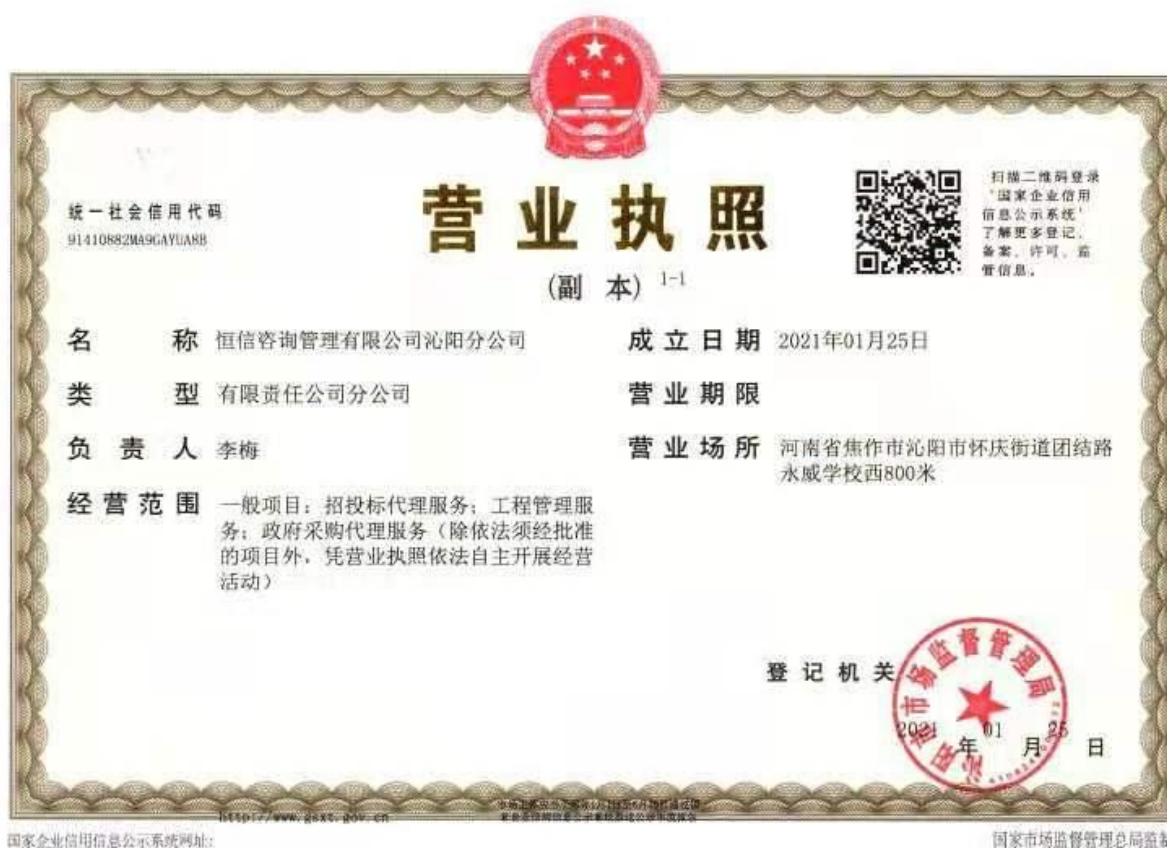 统一社会信用代码
91410882MA9GAYUA8B
营业执照
(副 本) 1-1
扫描二维码登录
'国家企业信用
信息公示系统'
了解更多登记、
备案、许可、监
管信息。
名 称 恒信咨询管理有限公司沁阳分公司
成立日期 2021年01月25日
类 型 有限责任公司分公司
营业期限
负责人 李梅
营业场所 河南省焦作市沁阳市怀庆街道团结路
永威学校西800米
经营范围 一般项目：招投标代理服务；工程管理服
务；政府采购代理服务（除依法须经批准
的项目外，凭营业执照依法自主开展经营
活动）
登记机关
沁阳市市场监督管理局
2021年01月25日
http://www.gsxt.gov.cn
国家企业信用信息公示系统网址:
国家市场监督管理总局监制